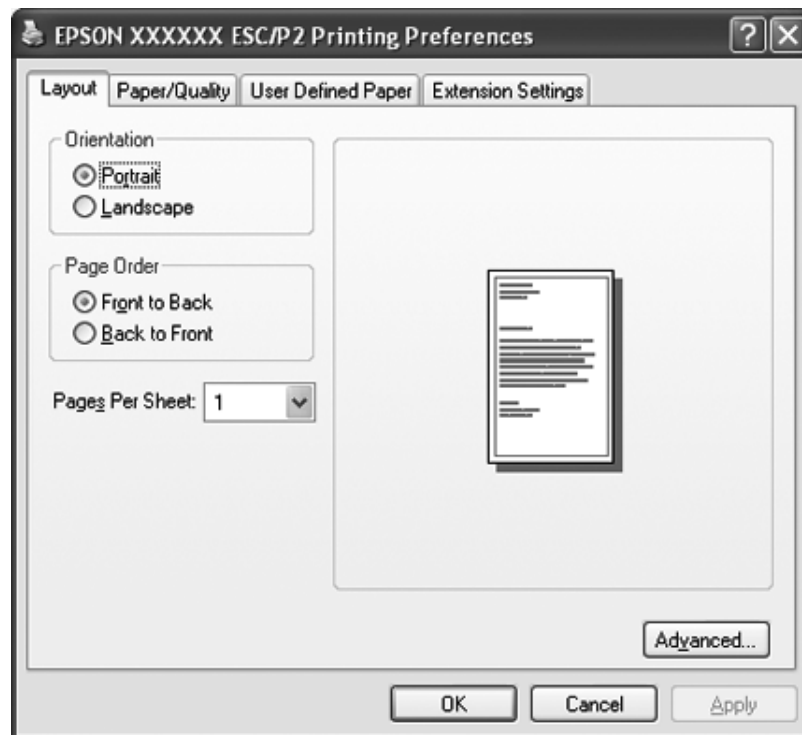 EPSON XXXXXX ESC/P2 Printing Preferences
Layout Paper/Quality User Defined Paper Extension Settings
Orientation
Portrait
Landscape
Page Order
Front to Back
Back to Front
Pages Per Sheet: 1
Advanced...
OK Cancel Apply